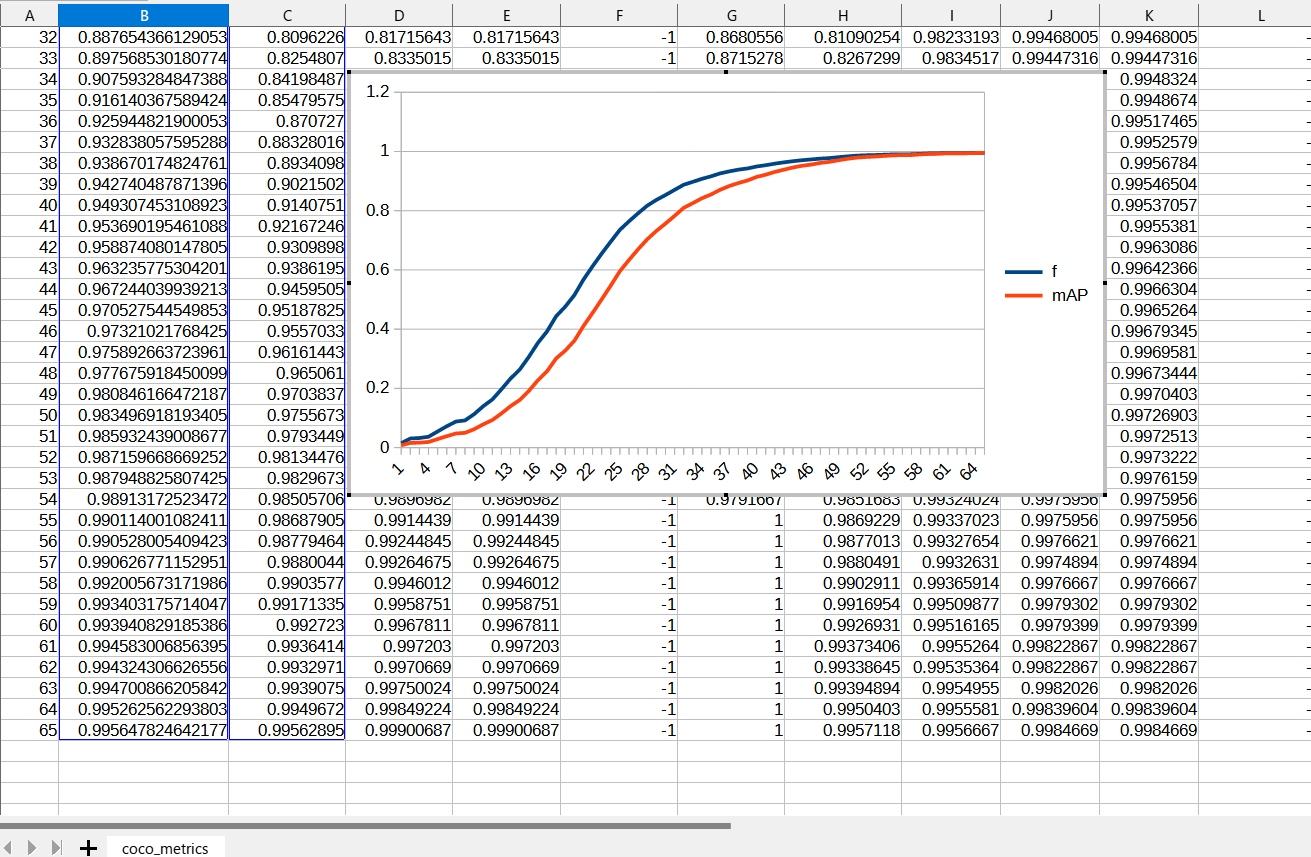 A B C D E F G H I J K L
32 0.887654366129053 0.8096226 0.81715643 0.81715643 -1 0.8680556 0.81090254 0.98233193 0.99468005 0.99468005 -
33 0.897568530180774 0.8254807 0.8335015 0.8335015 -1 0.8715278 0.8267299 0.9834517 0.99447316 0.99447316 -
34 0.907593284847388 0.84198487 0.9948324 -
35 0.916140367589424 0.85479575 0.9948674 -
36 0.925944821900053 0.870727 0.99517465 -
37 0.932838057595288 0.88328016 0.9952579 -
38 0.938670174824761 0.8934098 0.9956784 -
39 0.942740487871396 0.9021502 0.99546504 -
40 0.949307453108923 0.9140751 0.99537057 -
41 0.953690195461088 0.92167246 0.9955381 -
42 0.958874080147805 0.9309898 0.9963086 -
43 0.963235775304201 0.9386195 0.99642366 -
44 0.967244039939213 0.9459505 0.9966304 -
45 0.970527544549853 0.95187825 0.9965264 -
46 0.97321021768425 0.9557033 0.99679345 -
47 0.975892663723961 0.96161443 0.9969581 -
48 0.977675918450099 0.965061 0.99673444 -
49 0.980846166472187 0.9703837 0.9970403 -
50 0.983496918193405 0.9755673 0.99726903 -
51 0.985932439008677 0.9793449 0.9972513 -
52 0.987159668669252 0.98134476 0.9973222 -
53 0.987948825807425 0.9829673 0.9976159 -
54 0.98913172523472 0.98505706 0.9896982 0.9896982 -1 0.9791667 0.9851683 0.99324024 0.9975956 0.9975956 -
55 0.990114001082411 0.98687905 0.9914439 0.9914439 -1 1 0.9869229 0.99337023 0.9975956 0.9975956 -
56 0.990528005409423 0.98779464 0.99244845 0.99244845 -1 1 0.9877013 0.99327654 0.9976621 0.9976621 -
57 0.990626771152951 0.9880044 0.99264675 0.99264675 -1 1 0.9880491 0.9932631 0.9974894 0.9974894 -
58 0.992005673171986 0.9903577 0.9946012 0.9946012 -1 1 0.9902911 0.99365914 0.9976667 0.9976667 -
59 0.993403175714047 0.99171335 0.9958751 0.9958751 -1 1 0.9916954 0.99509877 0.9979302 0.9979302 -
60 0.993940829185386 0.992723 0.9967811 0.9967811 -1 1 0.9926931 0.99516165 0.9979399 0.9979399 -
61 0.994583006856395 0.9936414 0.997203 0.997203 -1 1 0.99373406 0.9955264 0.99822867 0.99822867 -
62 0.994324306626556 0.9932971 0.9970669 0.9970669 -1 1 0.99338645 0.99535364 0.99822867 0.99822867 -
63 0.994700866205842 0.9939075 0.99750024 0.99750024 -1 1 0.99394894 0.9954955 0.9982026 0.9982026 -
64 0.995262562293803 0.9949672 0.99849224 0.99849224 -1 1 0.9950403 0.9955581 0.99839604 0.99839604 -
65 0.995647824642177 0.99562895 0.99900687 0.99900687 -1 1 0.9957118 0.9956667 0.9984669 0.9984669 -
1.2
1
0.8
0.6
0.4
0.2
0
1 4 7 10 13 16 19 22 25 28 31 34 37 40 43 46 49 52 55 58 61 64
f
mAP
coco_metrics